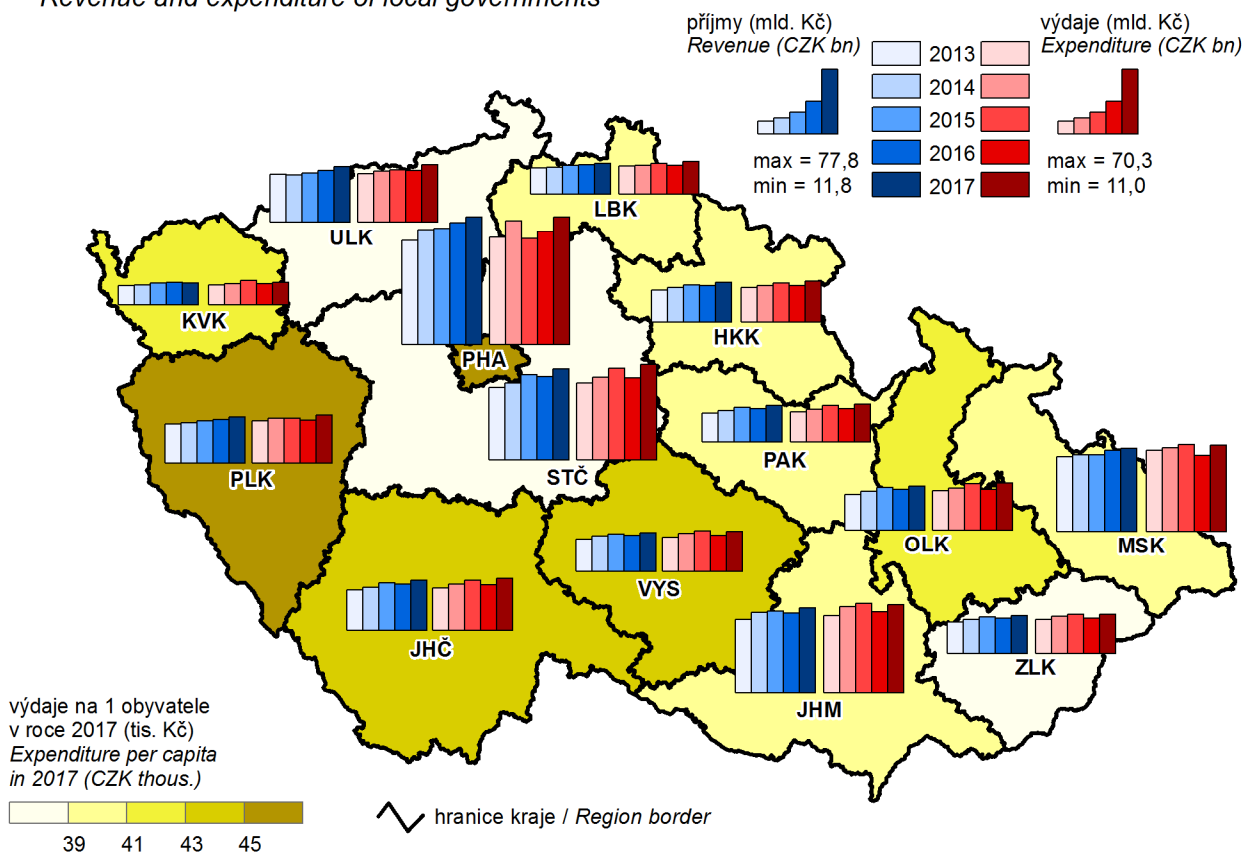 Revenue and expenditure of local governments
příjmy (mld. Kč)
Revenue (CZK bn)
výdaje (mld. Kč)
Expenditure (CZK bn)
2013
2014
2015
2016
2017
max = 77,8
min = 11,8
max = 70,3
min = 11,0
LBK
ULK
KVK
HKK
PHA
PAK
STČ
PLK
OLK
MSK
VYS
JHČ
ZLK
JHM
výdaje na 1 obyvatele
v roce 2017 (tis. Kč)
Expenditure per capita
in 2017 (CZK thous.)
39 41 43 45
hranice kraje / Region border